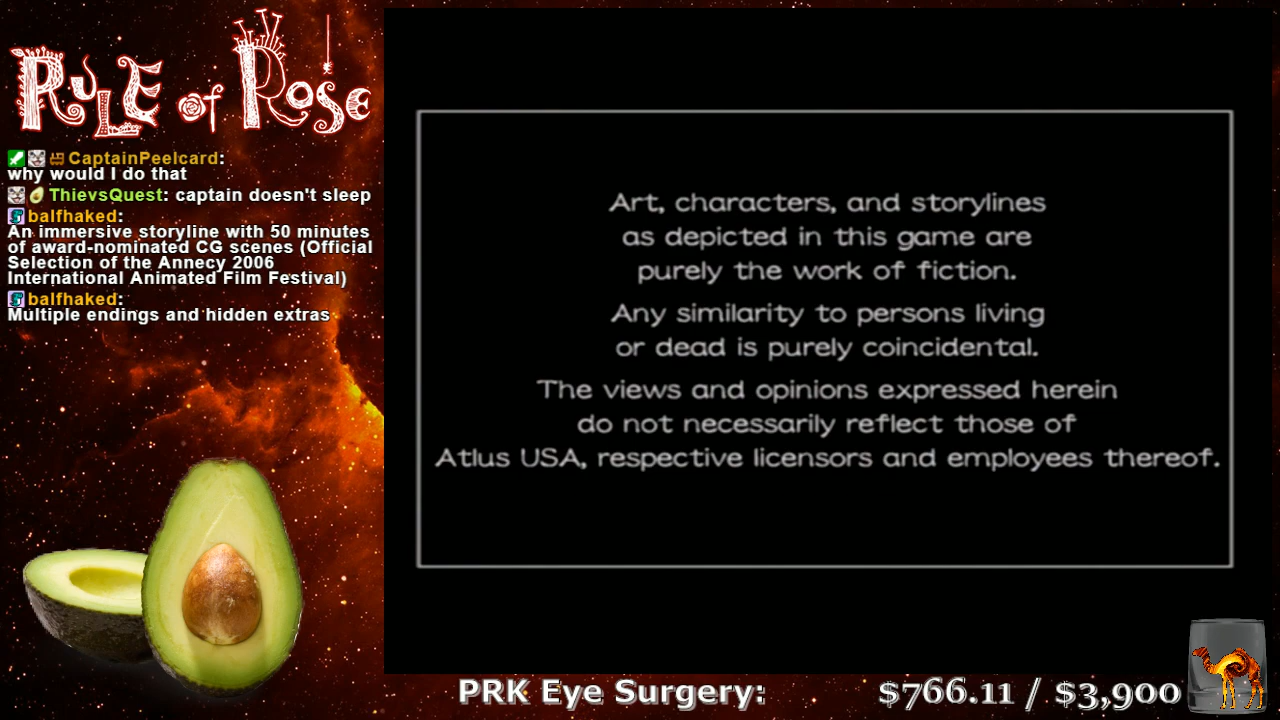 RULE of ROSE
CaptainPeelcard:
why would I do that
ThievsQuest: captain doesn't sleep
balfhaked:
An immersive storyline with 50 minutes
of award-nominated CG scenes (Official
Selection of the Annecy 2006
International Animated Film Festival)
balfhaked:
Multiple endings and hidden extras
Art, characters, and storylines
as depicted in this game are
purely the work of fiction.
Any similarity to persons living
or dead is purely coincidental.
The views and opinions expressed herein
do not necessarily reflect those of
Atlus USA, respective licensors and employees thereof.
PRK Eye Surgery: $766.11 / $3,900